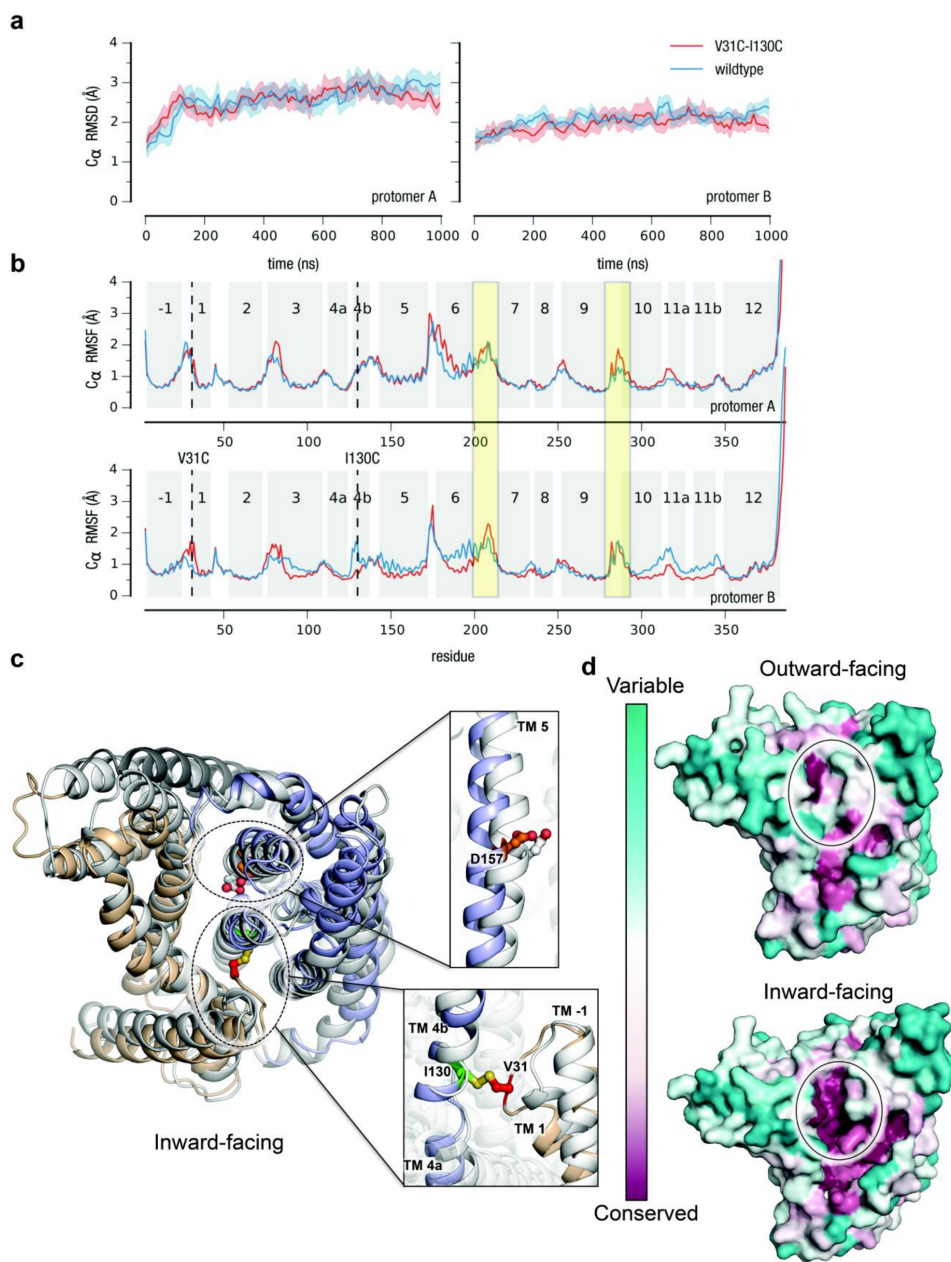 a
V31C-I130C
wildtype
Cα RMSD (Å)
4
3
2
1
0
protomer A
protomer B
0 200 400 600 800 1000
0 200 400 600 800 1000
time (ns)
time (ns)
b
Cα RMSF (Å)
4
3
2
1
0
-1 1 2 3 4a 4b 5 6 7 8 9 10 11a 11b 12
protomer A
50 100 150 200 250 300 350
V31C
I130C
Cα RMSF (Å)
4
3
2
1
0
-1 1 2 3 4a 4b 5 6 7 8 9 10 11a 11b 12
protomer B
50 100 150 200 250 300 350
residue
c
TM 5
D157
TM -1
TM 4b
V31
I130
TM 1
TM 4a
Inward-facing
d
Outward-facing
Variable
Inward-facing
Conserved